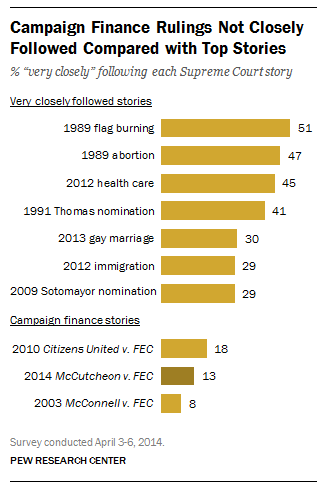 Campaign Finance Rulings Not Closely
Followed Compared with Top Stories
% “very closely” following each Supreme Court story
Very closely followed stories
1989 flag burning 51
1989 abortion 47
2012 health care 45
1991 Thomas nomination 41
2013 gay marriage 30
2012 immigration 29
2009 Sotomayor nomination 29
Campaign finance stories
2010 Citizens United v. FEC 18
2014 McCutcheon v. FEC 13
2003 McConnell v. FEC 8
Survey conducted April 3-6, 2014.
PEW RESEARCH CENTER